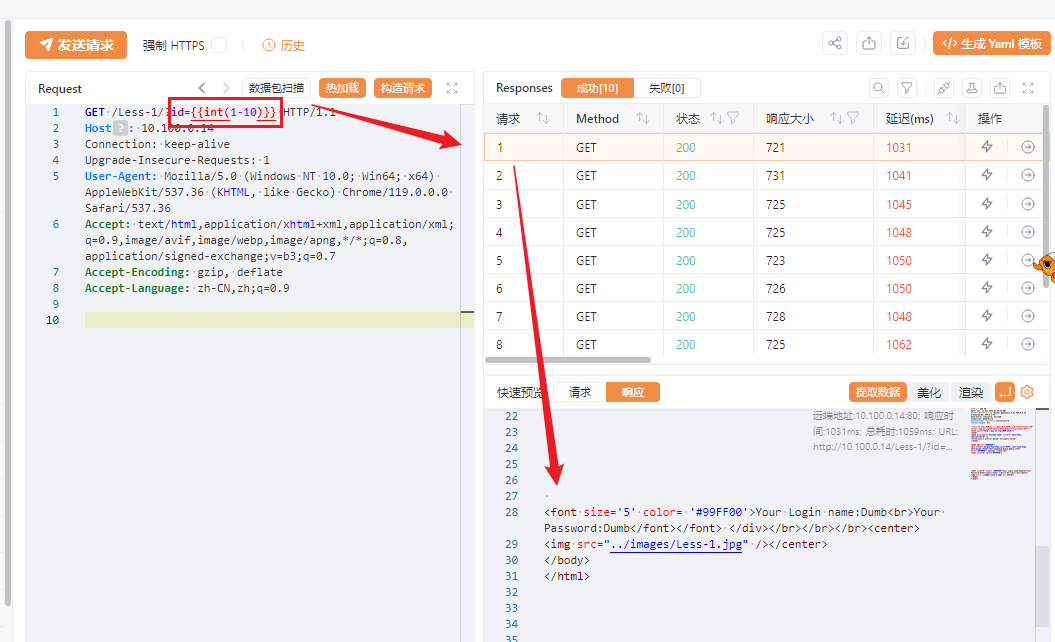 发送请求 强制 HTTPS 历史 生成 Yaml 模板
Request 数据包扫描 热加载 构造请求
1 GET /Less-1/?id={{int(1-10)}} HTTP/1.1
2 Host ? : 10.100.0.14
3 Connection: keep-alive
4 Upgrade-Insecure-Requests: 1
5 User-Agent: Mozilla/5.0 (Windows NT 10.0; Win64; x64)
AppleWebKit/537.36 (KHTML, like Gecko) Chrome/119.0.0.0
Safari/537.36
6 Accept: text/html,application/xhtml+xml,application/xml;
q=0.9,image/avif,image/webp,image/apng,*/*;q=0.8,
application/signed-exchange;v=b3;q=0.7
7 Accept-Encoding: gzip, deflate
8 Accept-Language: zh-CN,zh;q=0.9
9
10
Responses 成功[10] 失败[0]
请求 Method 状态 响应大小 延迟(ms) 操作
1 GET 200 721 1031
2 GET 200 731 1041
3 GET 200 725 1045
4 GET 200 725 1048
5 GET 200 723 1050
6 GET 200 726 1050
7 GET 200 728 1048
8 GET 200 725 1062
快速预览 请求 响应 提取数据 美化 渲染
远端地址:10.100.0.14:80; 响应时
间:1031ms; 总耗时:1059ms; URL:
http://10.100.0.14/Less-1/?id=...
22
23
24
25
26
27
28 <font size='5' color= '#99FF00'>Your Login name:Dumb<br>Your
Password:Dumb</font></font> </div></br></br></br><center>
29 <img src="../images/Less-1.jpg" /></center>
30 </body>
31 </html>
32
33
34
35